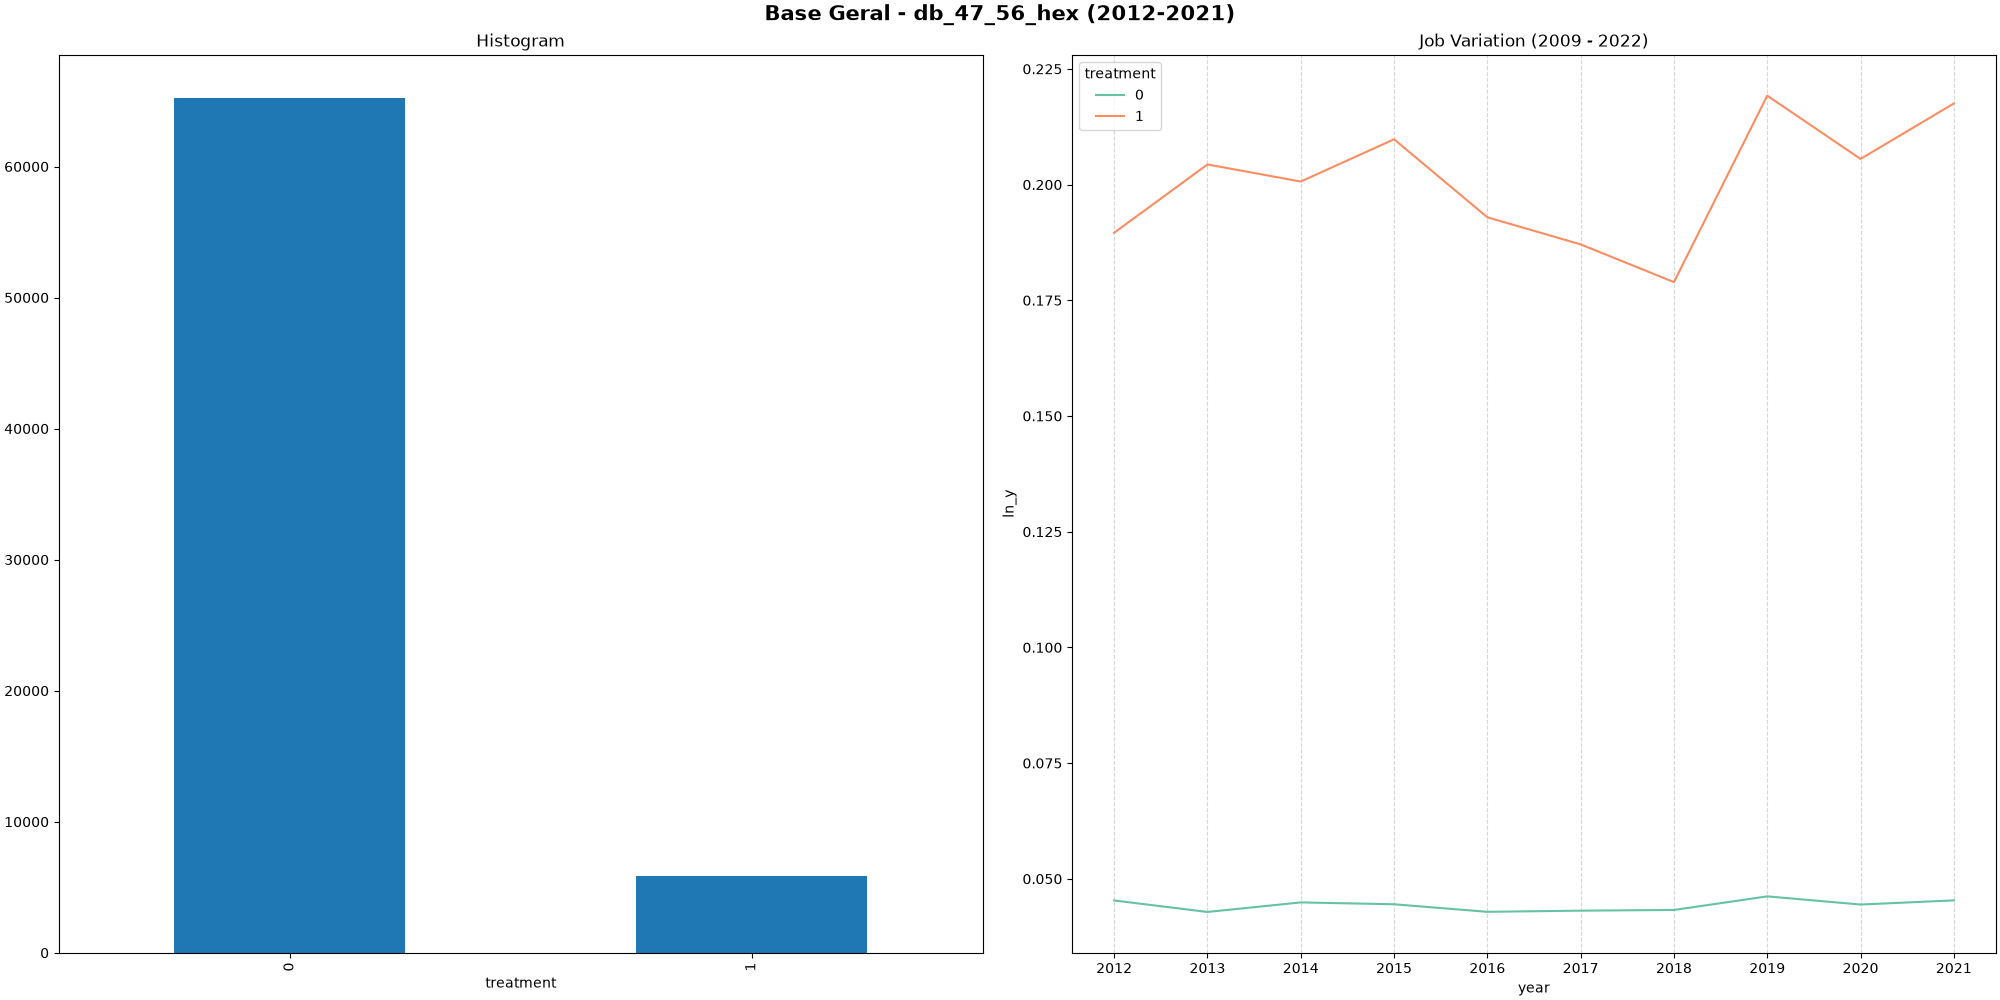 Base Geral - db_47_56_hex (2012-2021)
Histogram
60000
50000
40000
30000
20000
10000
0
0
1
treatment
Job Variation (2009 - 2022)
treatment
0
1
0.225
0.200
0.175
0.150
0.125
0.100
0.075
0.050
ln_y
2012 2013 2014 2015 2016 2017 2018 2019 2020 2021
year